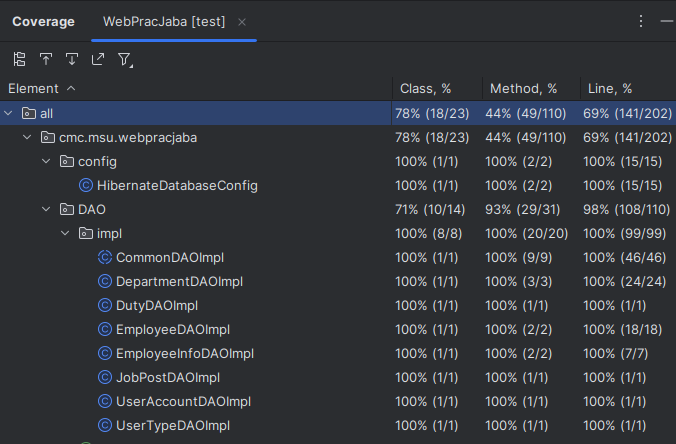 Coverage WebPracJaba [test]
Element Class, % Method, % Line, %
all 78% (18/23) 44% (49/110) 69% (141/202)
cmc.msu.webpracjaba 78% (18/23) 44% (49/110) 69% (141/202)
config 100% (1/1) 100% (2/2) 100% (15/15)
HibernateDatabaseConfig 100% (1/1) 100% (2/2) 100% (15/15)
DAO 71% (10/14) 93% (29/31) 98% (108/110)
impl 100% (8/8) 100% (20/20) 100% (99/99)
CommonDAOImpl 100% (1/1) 100% (9/9) 100% (46/46)
DepartmentDAOImpl 100% (1/1) 100% (3/3) 100% (24/24)
DutyDAOImpl 100% (1/1) 100% (1/1) 100% (1/1)
EmployeeDAOImpl 100% (1/1) 100% (2/2) 100% (18/18)
EmployeeInfoDAOImpl 100% (1/1) 100% (2/2) 100% (7/7)
JobPostDAOImpl 100% (1/1) 100% (1/1) 100% (1/1)
UserAccountDAOImpl 100% (1/1) 100% (1/1) 100% (1/1)
UserTypeDAOImpl 100% (1/1) 100% (1/1) 100% (1/1)